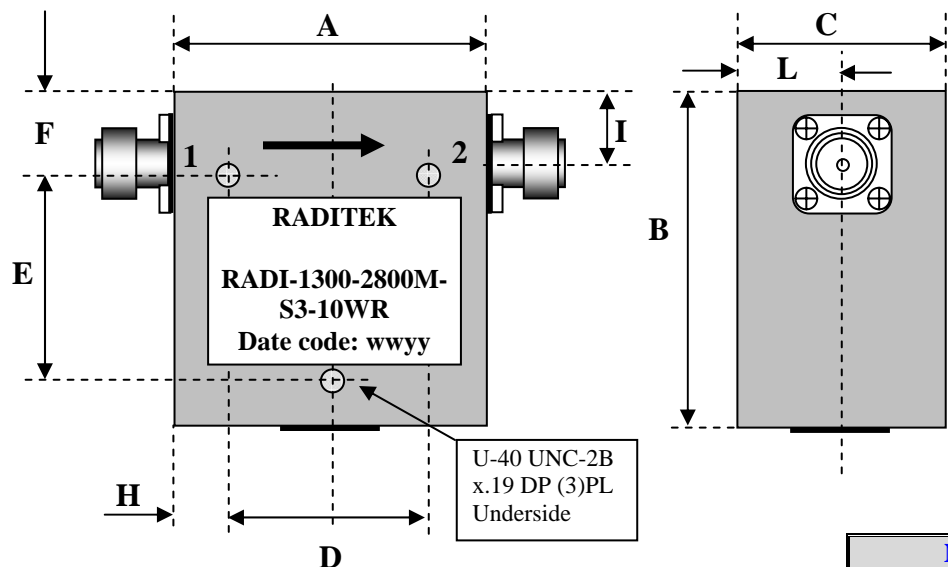 A
C
L
F
I
1
2
B
E
RADITEK
RADI-1300-2800M-
S3-10WR
Date code: wwyy
U-40 UNC-2B
x.19 DP (3)PL
Underside
H
D